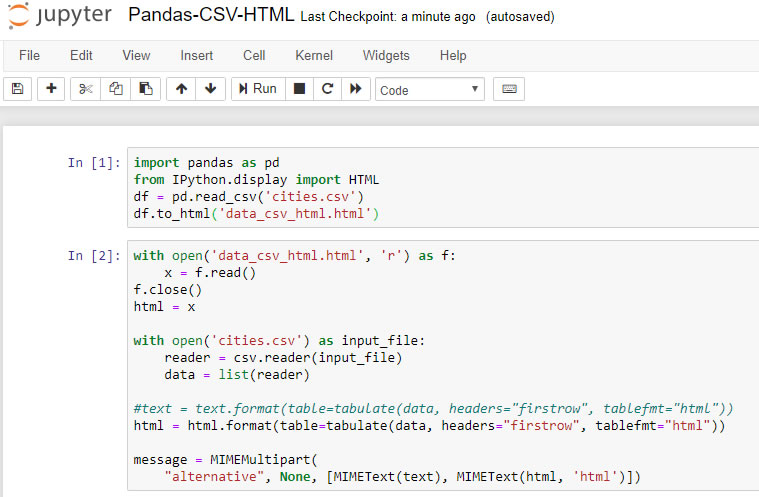 jupyter Pandas-CSV-HTML Last Checkpoint: a minute ago (autosaved)
File Edit View Insert Cell Kernel Widgets Help
Run Code
In [1]: import pandas as pd
from IPython.display import HTML
df = pd.read_csv('cities.csv')
df.to_html('data_csv_html.html')
In [2]: with open('data_csv_html.html', 'r') as f:
    x = f.read()
f.close()
html = x
with open('cities.csv') as input_file:
    reader = csv.reader(input_file)
    data = list(reader)
#text = text.format(table=tabulate(data, headers="firstrow", tablefmt="html"))
html = html.format(table=tabulate(data, headers="firstrow", tablefmt="html"))
message = MIMEMultipart(
    "alternative", None, [MIMEText(text), MIMEText(html, 'html')])